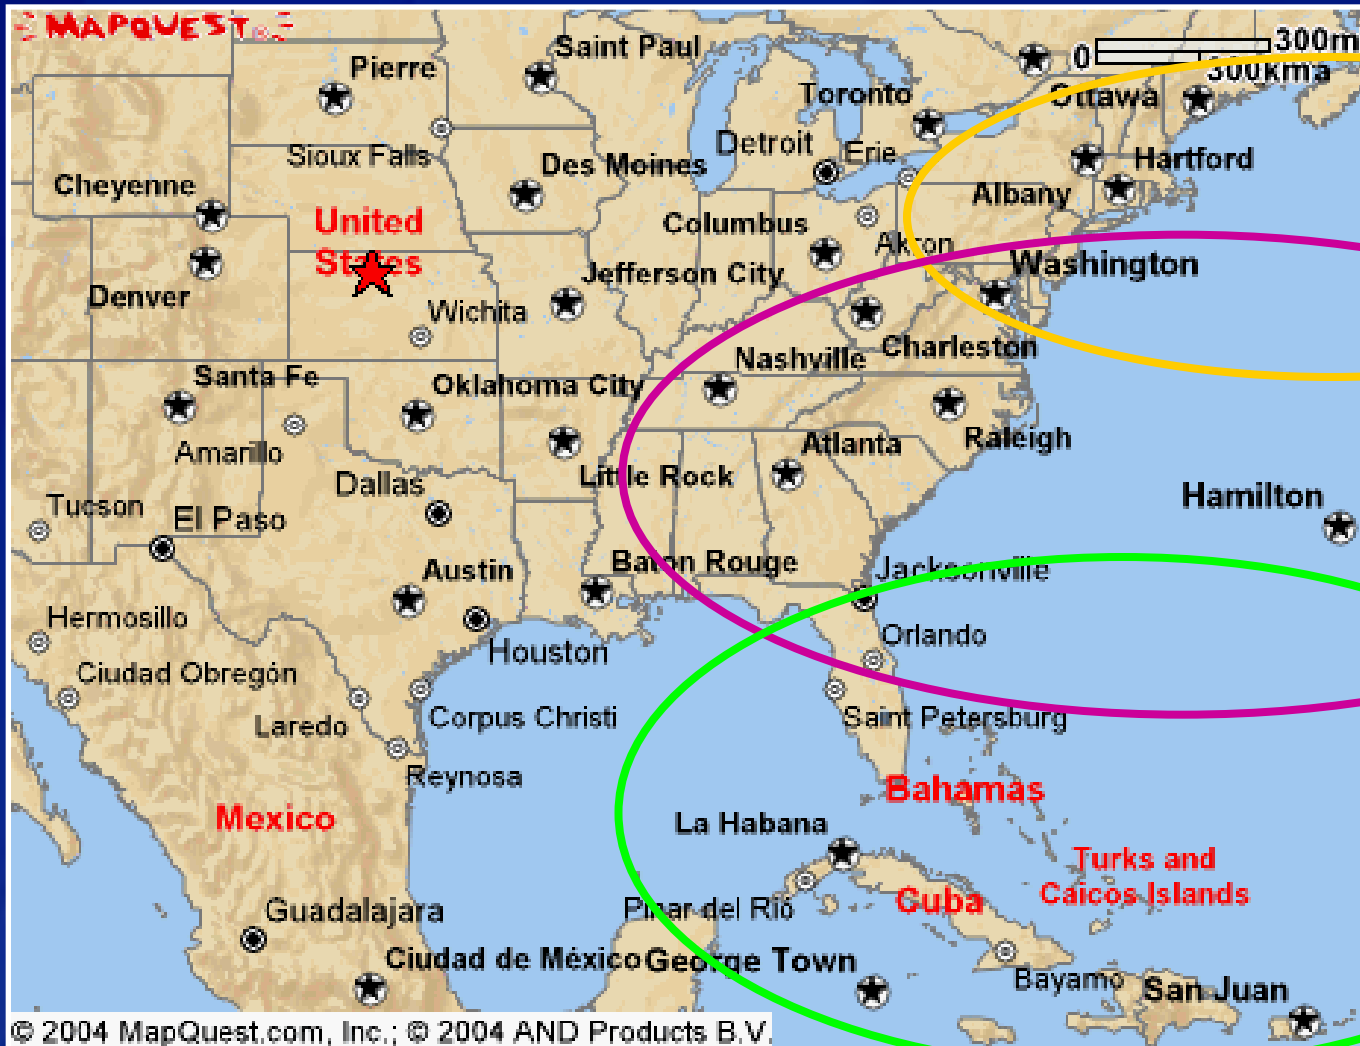 MAPQUEST
Saint Paul
0
300m
300km a
Pierre
Toronto
Ottawa
Sioux Falls
Des Moines
Detroit
Erie
Hartford
Cheyenne
Albany
United
States
Columbus
Akron
Washington
Jefferson City
Denver
Wichita
Nashville
Charleston
Santa Fe
Oklahoma City
Amarillo
Atlanta
Raleigh
Dallas
Little Rock
Tucson
El Paso
Hamilton
Austin
Baton Rouge
Jacksonville
Hermosillo
Houston
Orlando
Ciudad Obregón
Laredo
Corpus Christi
Saint Petersburg
Reynosa
Bahamas
Mexico
La Habana
Turks and
Caicos Islands
Cuba
Guadalajara
Pinar del Rió
Ciudad de México
George Town
Bayamo
San Juan
© 2004 MapQuest.com, Inc.; © 2004 AND Products B.V.